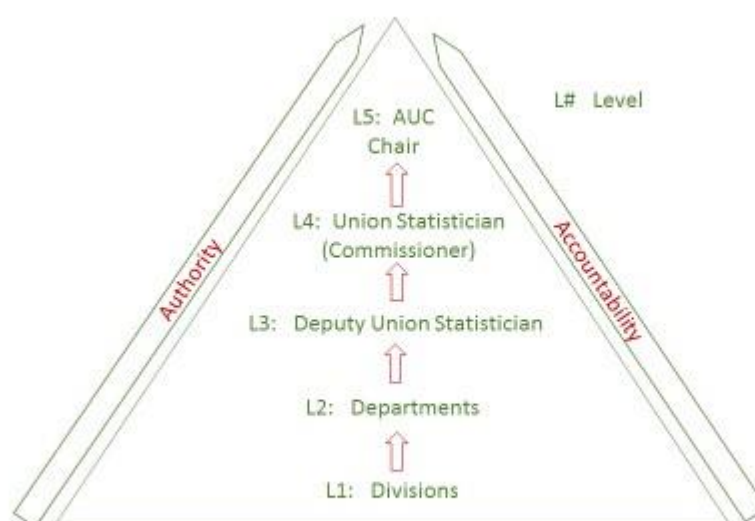 L# Level
L5: AUC
Chair
L4: Union Statistician
(Commissioner)
Authority
Accountability
L3: Deputy Union Statistician
L2: Departments
L1: Divisions